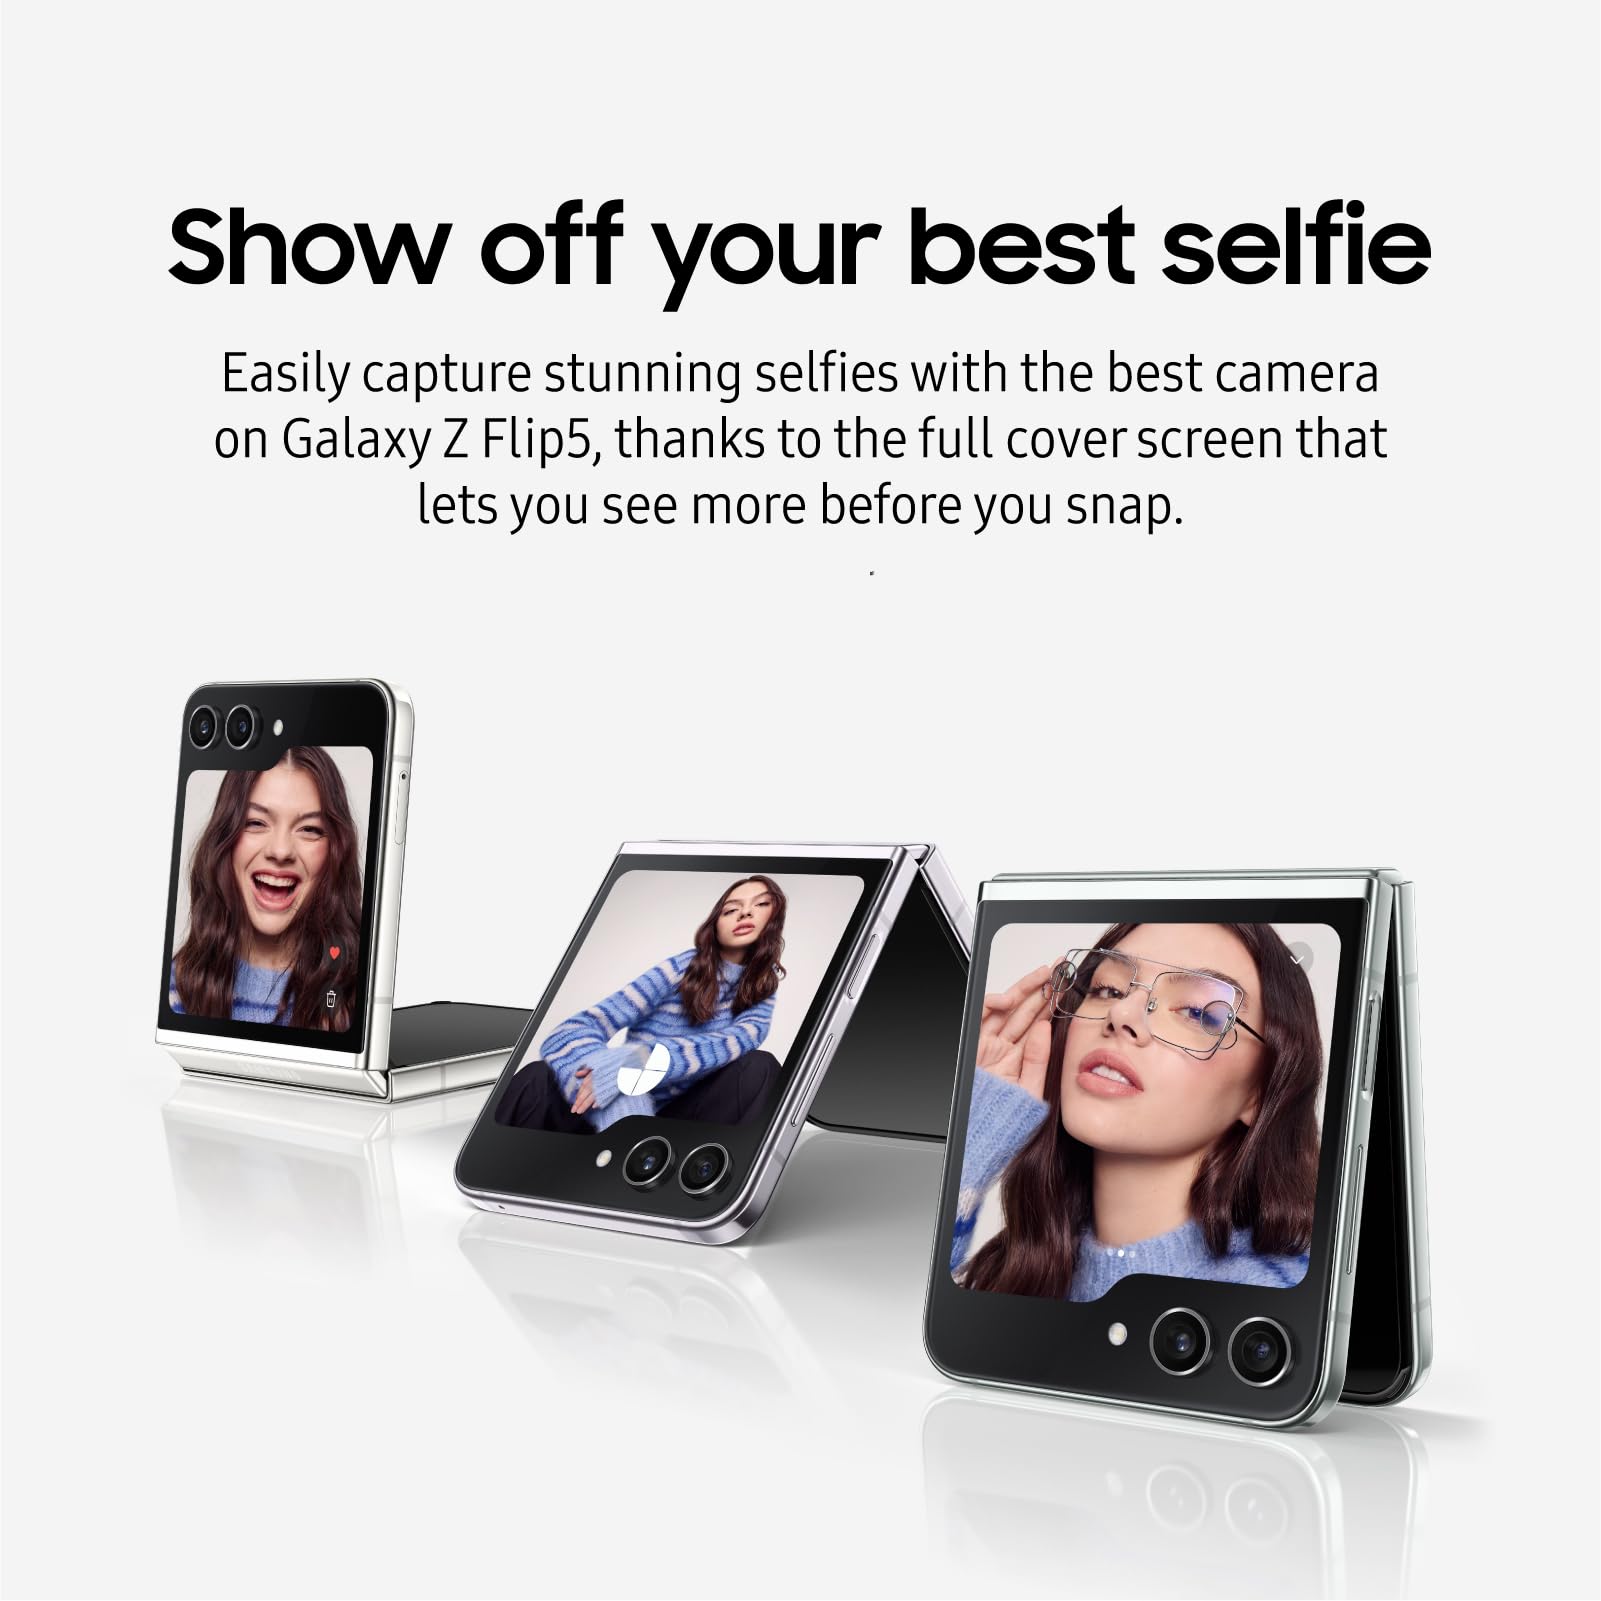 Show off your best selfie
Easily capture stunning selfies with the best camera
on Galaxy Z Flip5, thanks to the full cover screen that
lets you see more before you snap.